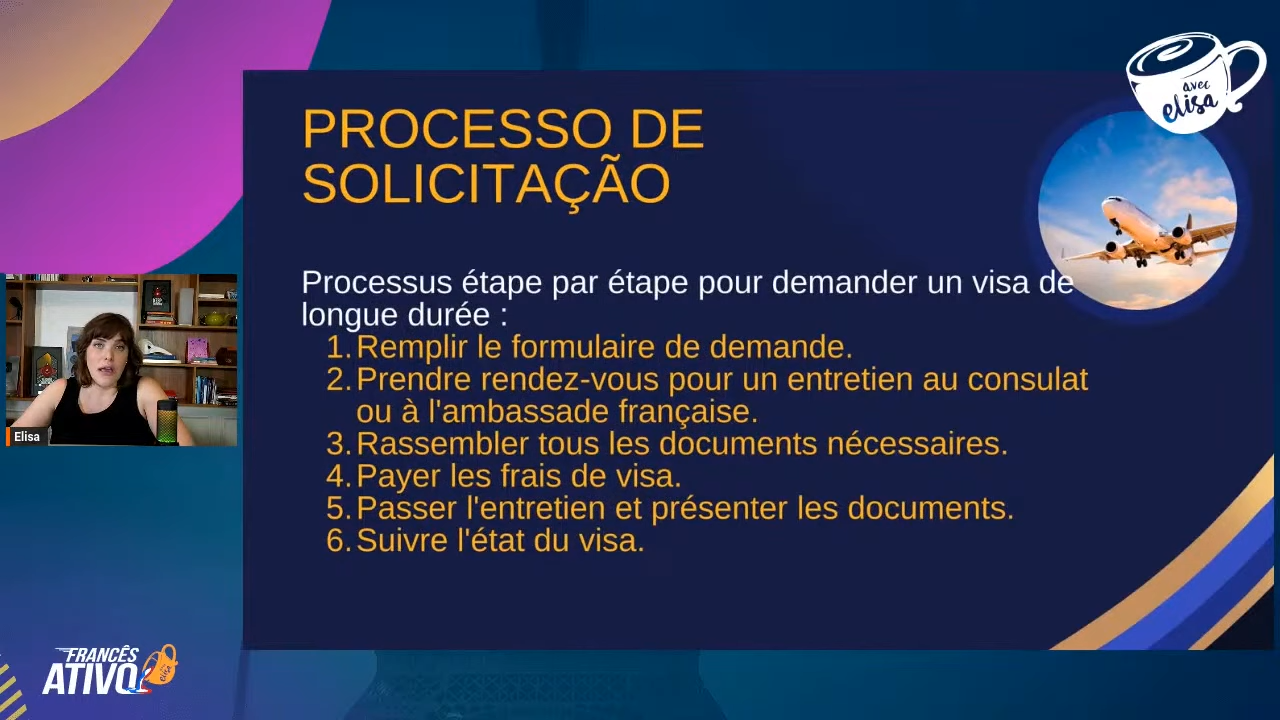 avec
elisa
PROCESSO DE
SOLICITAÇÃO
Processus étape par étape pour demander un visa de
longue durée :
1. Remplir le formulaire de demande.
2. Prendre rendez-vous pour un entretien au consulat
ou à l'ambassade française.
3. Rassembler tous les documents nécessaires.
4. Payer les frais de visa.
5. Passer l'entretien et présenter les documents.
6. Suivre l'état du visa.
Elisa
FRANCÊS
ATIVO